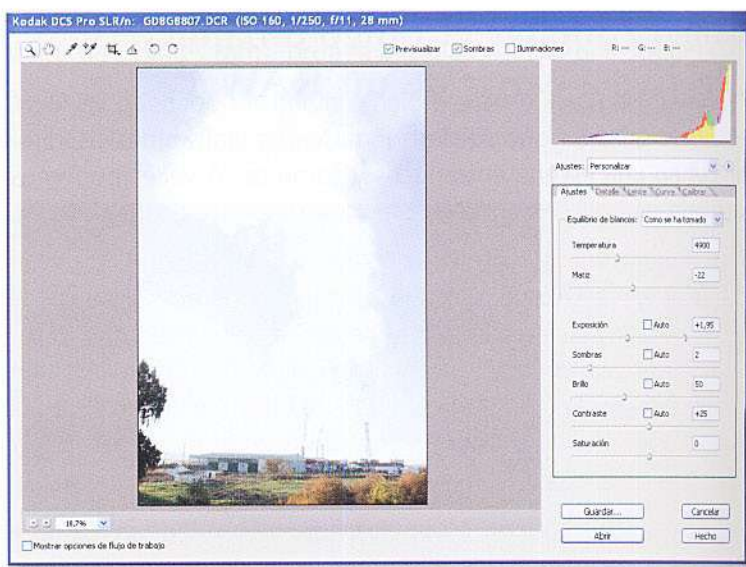 Kodak DCS Pro SLR/n: GD8G8807.DCR (ISO 160, 1/250, f/11, 28 mm)
Previsualizar Sombras Iluminaciones R: --- G: --- B: ---
Ajustes: Personalizar
Ajustes Detalle Lente Curva Calibrar
Equilibrio de blancos: Como se ha tomado
Temperatura 4900
Matiz -22
Exposición Auto +1,95
Sombras Auto 2
Brillo Auto 50
Contraste Auto +25
Saturación 0
18.7%
Guardar... Cancelar
Abrir Hecho
Mostrar opciones de flujo de trabajo